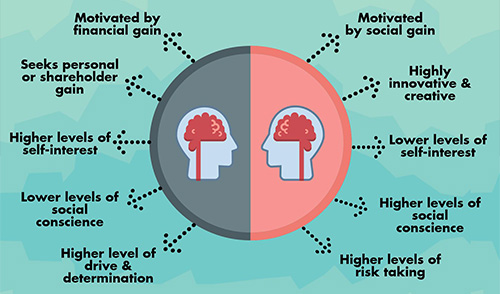 Motivated by
financial gain
Seeks personal
or shareholder
gain
Higher levels of
self-interest
Lower levels of
social
conscience
Higher level of
drive &
determination
Motivated
by social gain
Highly
innovative &
creative
Lower levels of
self-interest
Higher levels of
social
conscience
Higher levels of
risk taking